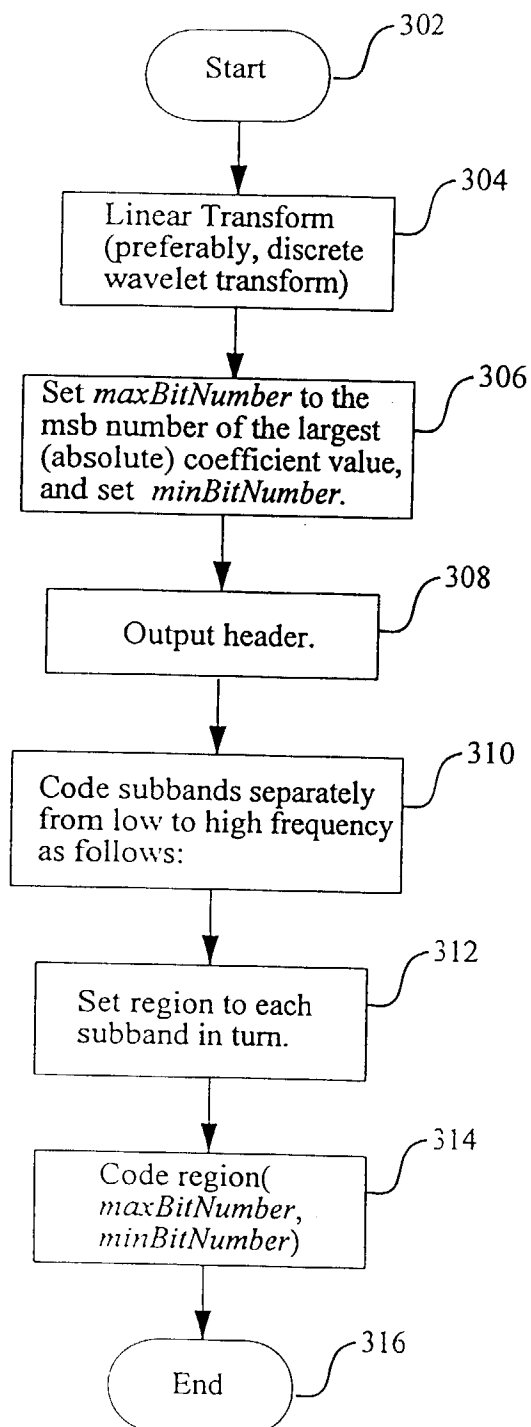 302
Start
304
Linear Transform
(preferably, discrete
wavelet transform)
306
Set maxBitNumber to the
msb number of the largest
(absolute) coefficient value,
and set minBitNumber.
308
Output header.
310
Code subbands separately
from low to high frequency
as follows:
312
Set region to each
subband in turn.
314
Code region(
maxBitNumber,
minBitNumber)
316
End